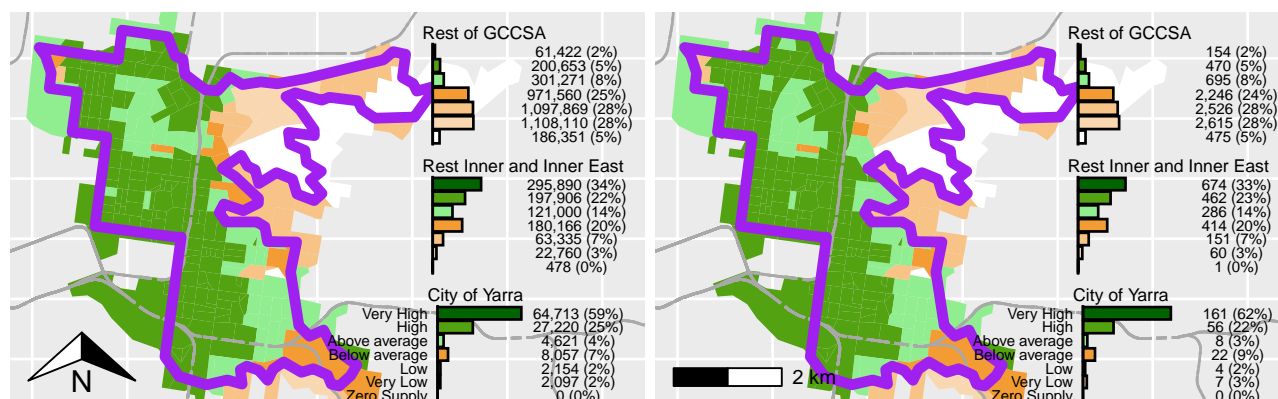 Rest of GCCSA
61,422 (2%)
200,653 (5%)
301,271 (8%)
971,560 (25%)
1,097,869 (28%)
1,108,110 (28%)
186,351 (5%)
Rest Inner and Inner East
295,890 (34%)
197,906 (22%)
121,000 (14%)
180,166 (20%)
63,335 (7%)
22,760 (3%)
478 (0%)
City of Yarra
Very High 64,713 (59%)
High 27,220 (25%)
Above average 4,621 (4%)
Below average 8,057 (7%)
Low 2,154 (2%)
Very Low 2,097 (2%)
Zero Supply 0 (0%)
N
Rest of GCCSA
154 (2%)
470 (5%)
695 (8%)
2,246 (24%)
2,526 (28%)
2,615 (28%)
475 (5%)
Rest Inner and Inner East
674 (33%)
462 (23%)
286 (14%)
414 (20%)
151 (7%)
60 (3%)
1 (0%)
City of Yarra
Very High 161 (62%)
High 56 (22%)
Above average 8 (3%)
Below average 22 (9%)
Low 4 (2%)
Very Low 7 (3%)
Zero Supply 0 (0%)
2 km